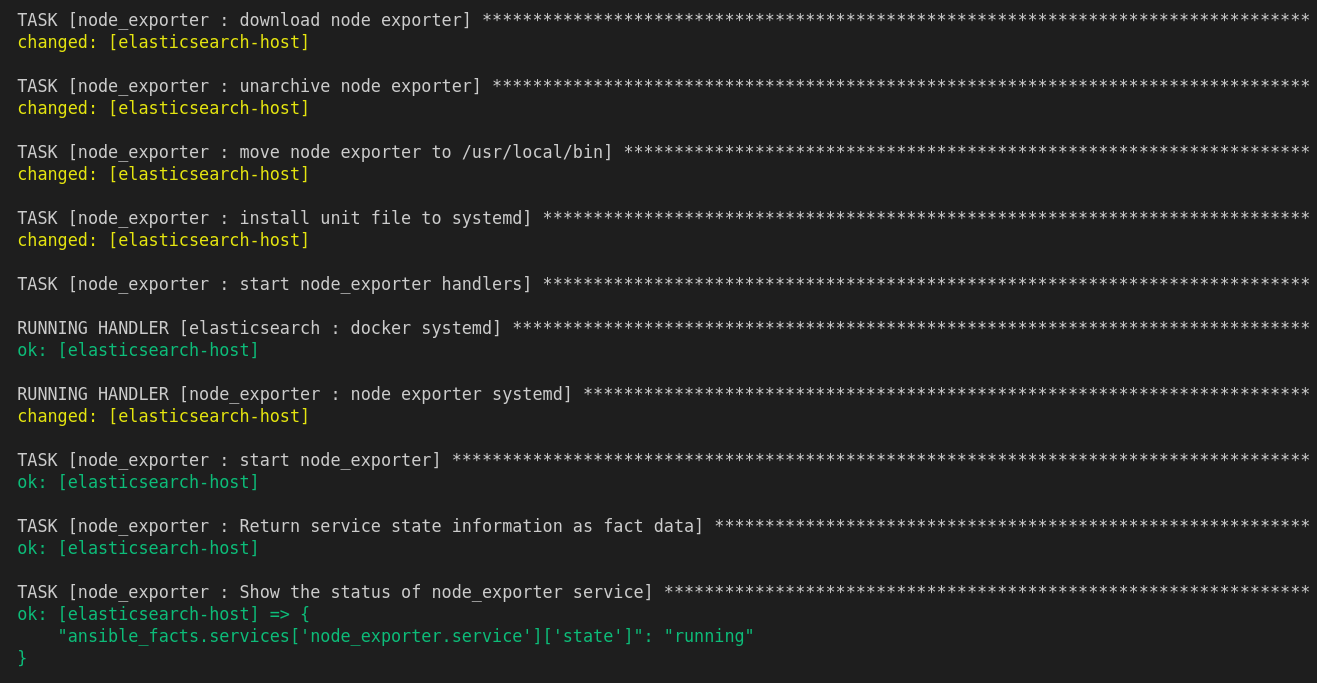 TASK [node_exporter : download node exporter] **********************************************************************************
changed: [elasticsearch-host]
TASK [node_exporter : unarchive node exporter] *********************************************************************************
changed: [elasticsearch-host]
TASK [node_exporter : move node exporter to /usr/local/bin] ********************************************************************
changed: [elasticsearch-host]
TASK [node_exporter : install unit file to systemd] ****************************************************************************
changed: [elasticsearch-host]
TASK [node_exporter : start node_exporter handlers] ****************************************************************************
RUNNING HANDLER [elasticsearch : docker systemd] *******************************************************************************
ok: [elasticsearch-host]
RUNNING HANDLER [node_exporter : node exporter systemd] ************************************************************************
changed: [elasticsearch-host]
TASK [node_exporter : start node_exporter] *************************************************************************************
ok: [elasticsearch-host]
TASK [node_exporter : Return service state information as fact data] ***********************************************************
ok: [elasticsearch-host]
TASK [node_exporter : Show the status of node_exporter service] ****************************************************************
ok: [elasticsearch-host] => {
    "ansible_facts.services['node_exporter.service']['state']": "running"
}